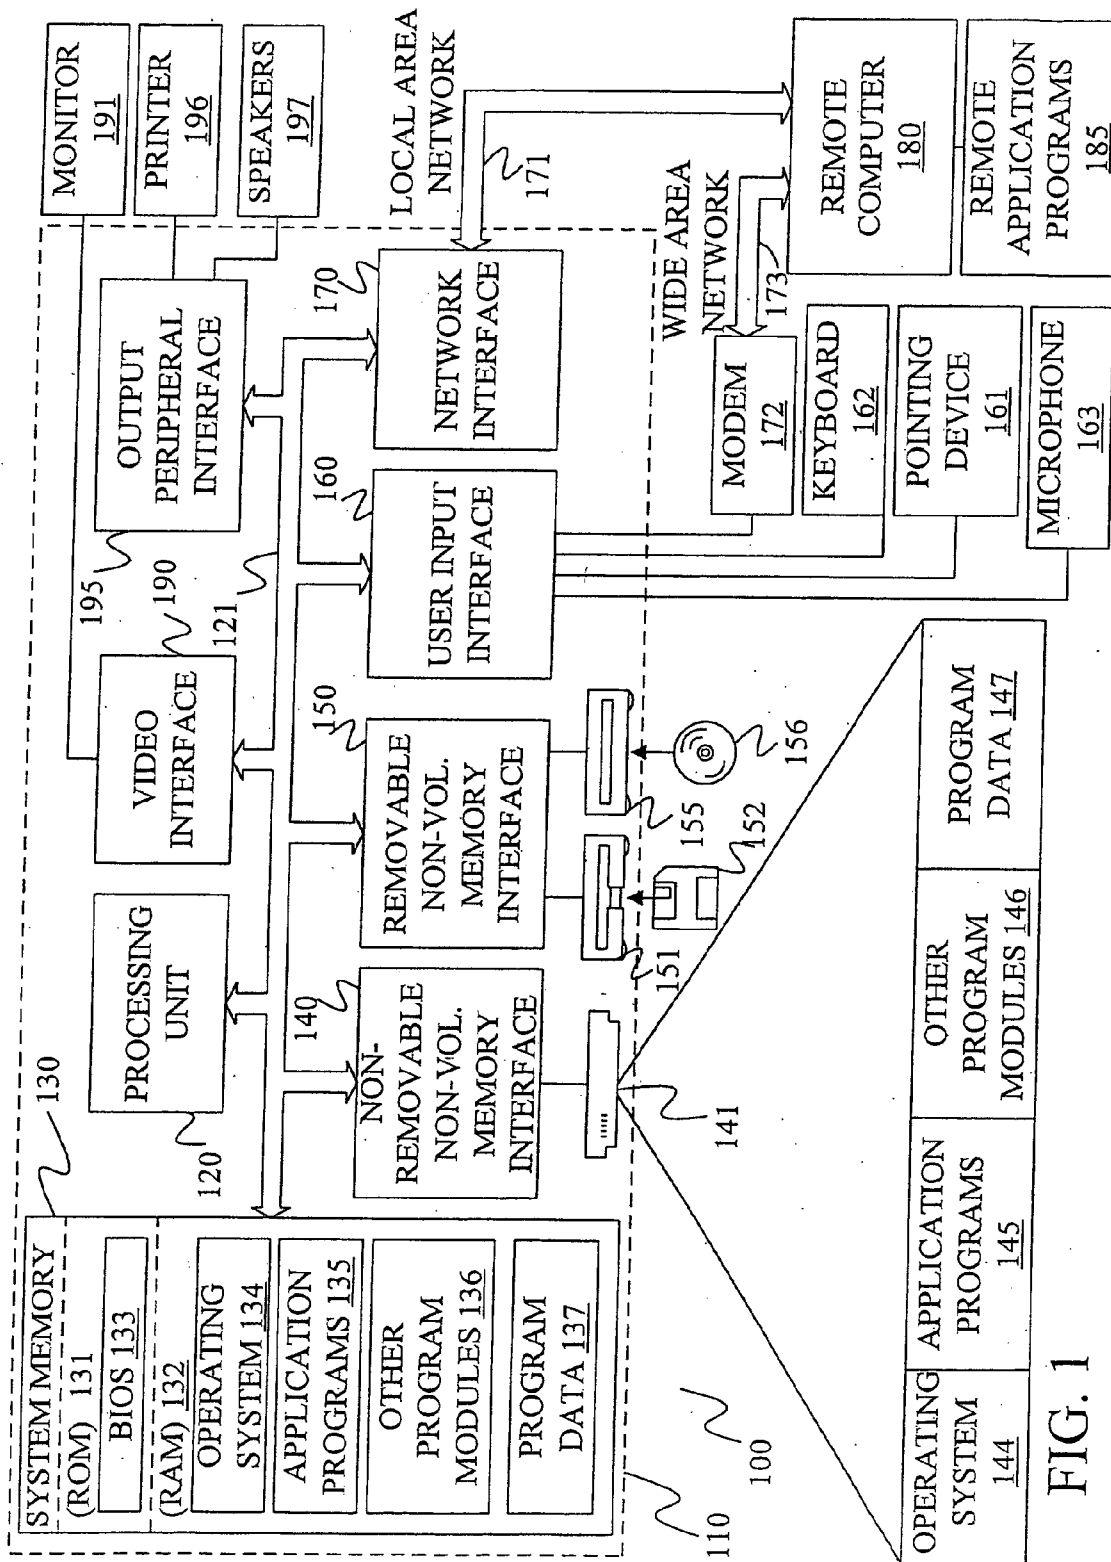 SYSTEM MEMORY
(ROM) 131
BIOS 133
(RAM) 132
OPERATING
SYSTEM 134
APPLICATION
PROGRAMS 135
OTHER
PROGRAM
MODULES 136
PROGRAM
DATA 137
130
PROCESSING
UNIT
120
VIDEO
INTERFACE
190
121
OUTPUT
PERIPHERAL
INTERFACE
195
MONITOR
191
PRINTER
196
SPEAKERS
197
NON-
REMOVABLE
NON-VOL.
MEMORY
INTERFACE
140
REMOVABLE
NON-VOL.
MEMORY
INTERFACE
150
USER INPUT
INTERFACE
160
NETWORK
INTERFACE
170
LOCAL AREA
NETWORK
171
141
151
152
155
156
WIDE AREA
NETWORK
173
MODEM
172
KEYBOARD
162
POINTING
DEVICE
161
MICROPHONE
163
REMOTE
COMPUTER
180
REMOTE
APPLICATION
PROGRAMS
185
110
100
OPERATING
SYSTEM
144
APPLICATION
PROGRAMS
145
OTHER
PROGRAM
MODULES 146
PROGRAM
DATA 147
FIG. 1